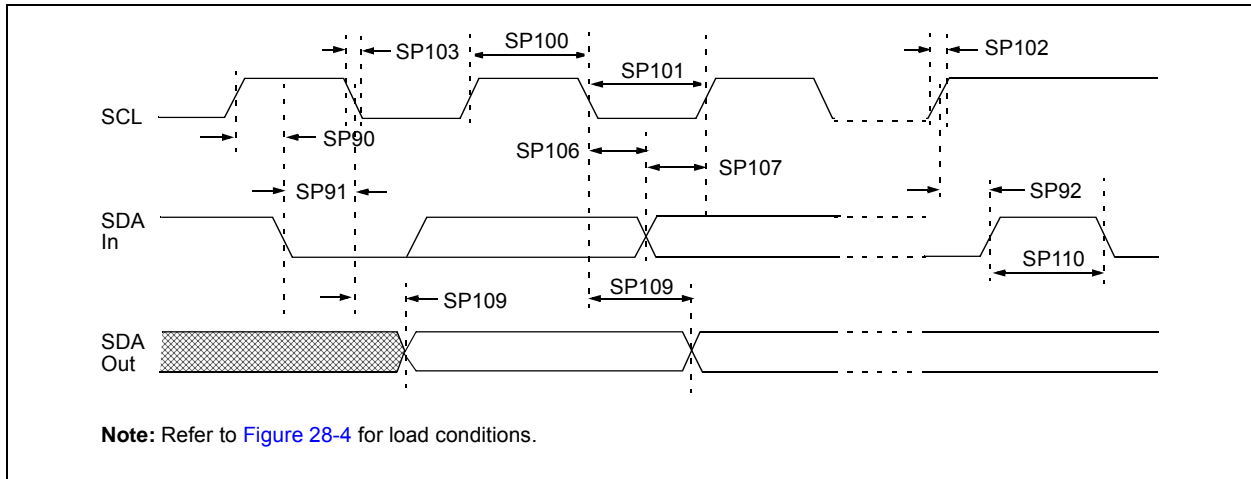 SP103
SP100
SP102
SP101
SCL
SP90
SP106
SP107
SP91
SP92
SDA
In
SP110
SP109
SP109
SDA
Out
Note: Refer to Figure 28-4 for load conditions.